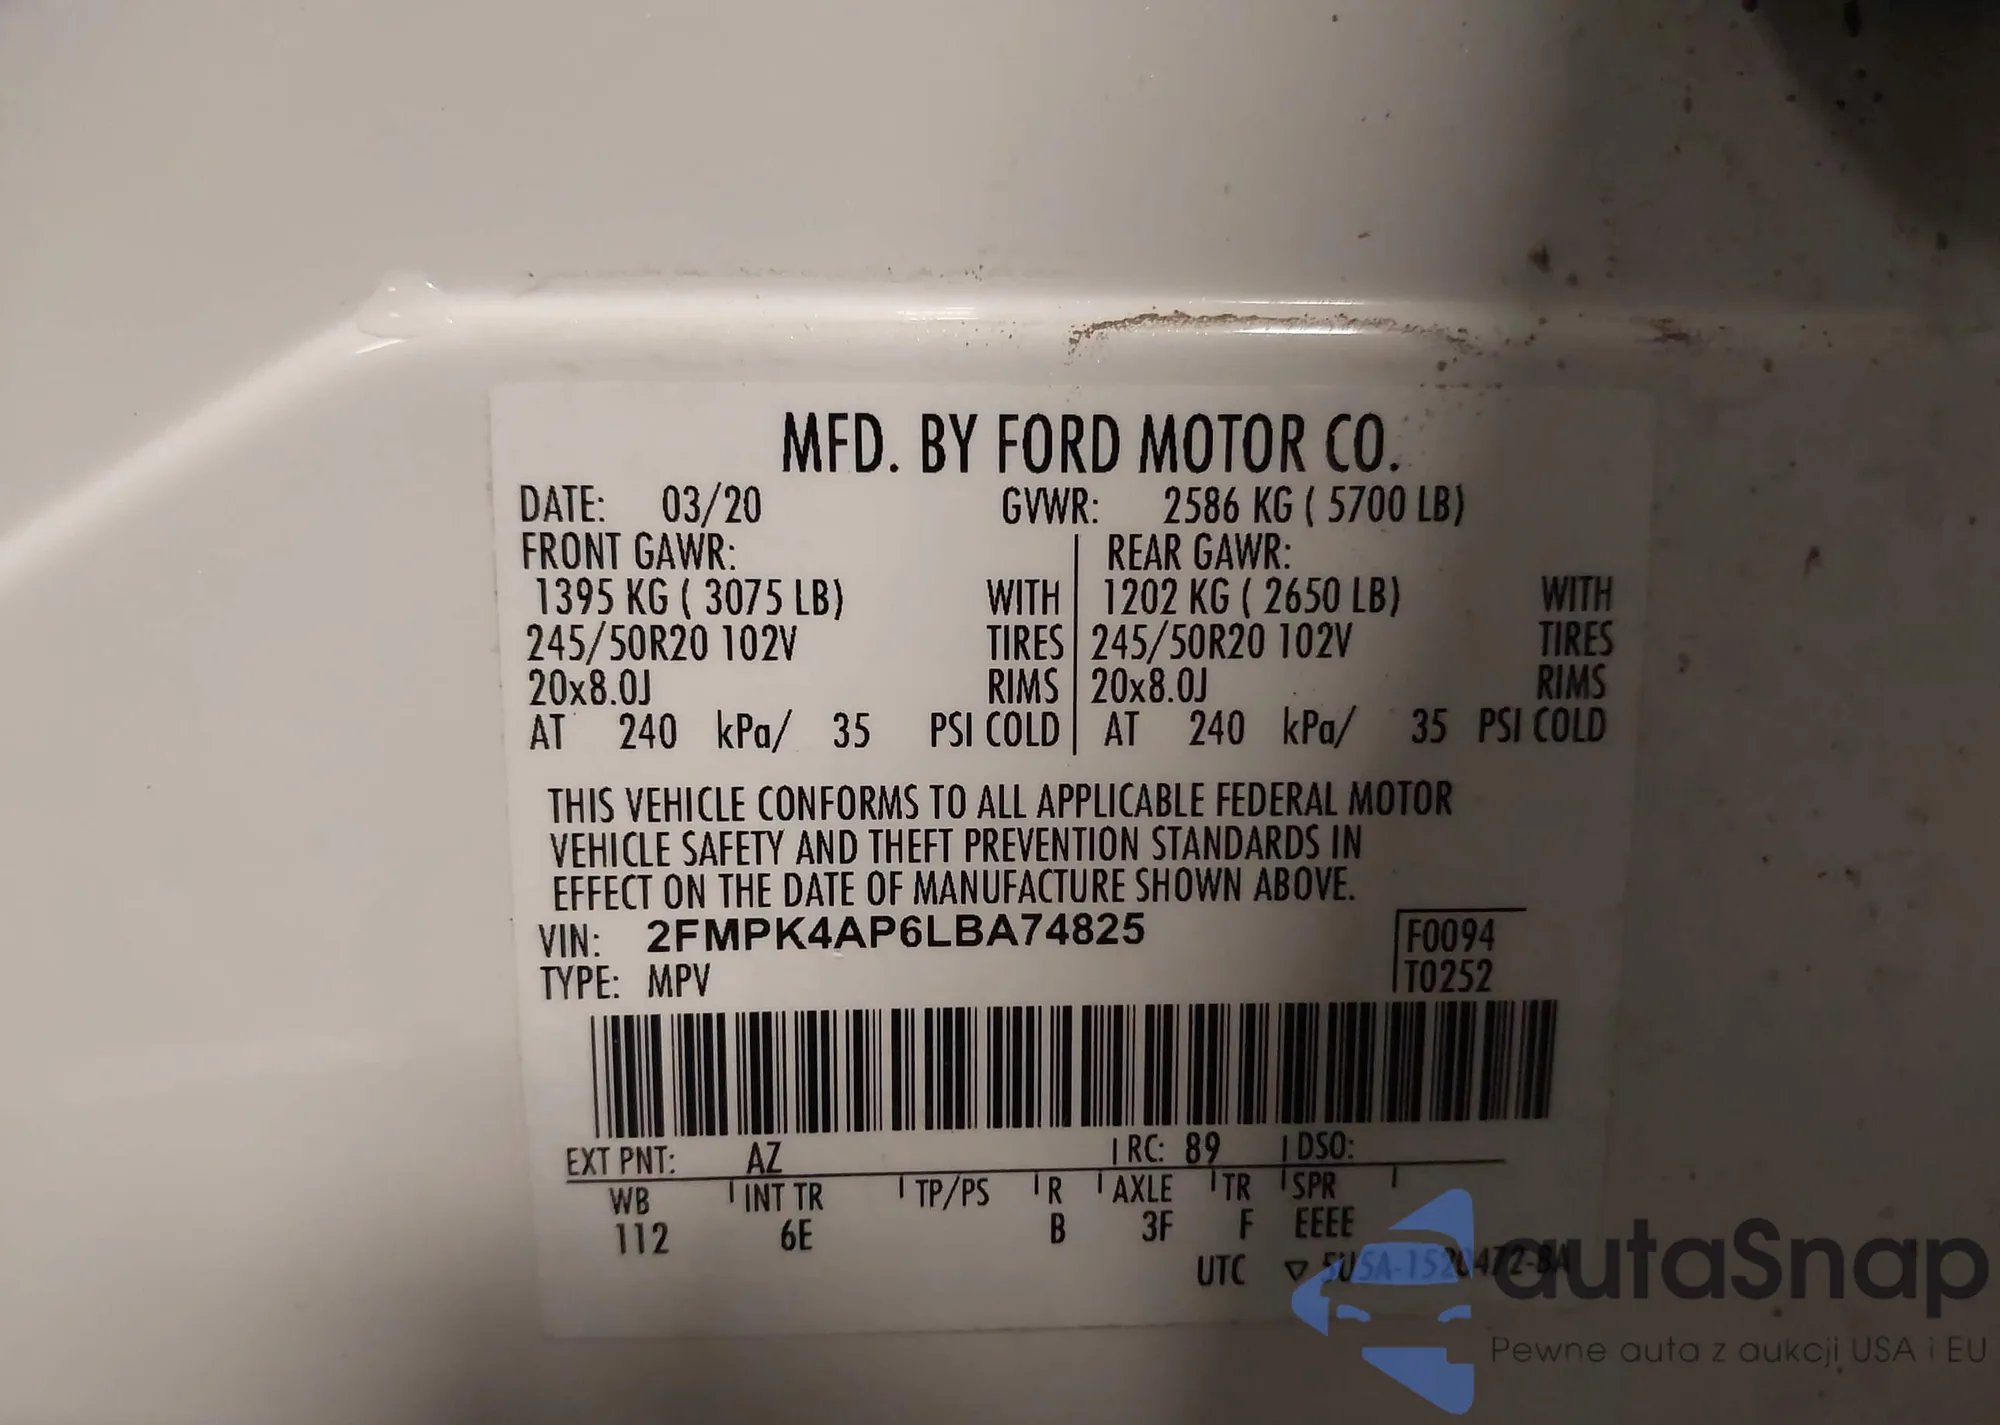 MFD. BY FORD MOTOR CO.
DATE: 03/20 GVWR: 2586 KG ( 5700 LB)
FRONT GAWR: REAR GAWR:
1395 KG ( 3075 LB) WITH 1202 KG ( 2650 LB) WITH
245/50R20 102V TIRES 245/50R20 102V TIRES
20x8.0J RIMS 20x8.0J RIMS
AT 240 kPa/ 35 PSI COLD AT 240 kPa/ 35 PSI COLD
THIS VEHICLE CONFORMS TO ALL APPLICABLE FEDERAL MOTOR
VEHICLE SAFETY AND THEFT PREVENTION STANDARDS IN
EFFECT ON THE DATE OF MANUFACTURE SHOWN ABOVE.
VIN: 2FMPK4AP6LBA74825 F0094
TYPE: MPV T0252
EXT PNT: AZ RC: 89 DSO:
WB INT TR TP/PS R AXLE TR SPR
112 6E B 3F F EEEE
UTC ▽ 5U5A-1520472-BA
autaSnap
Pewne auta z aukcji USA i EU